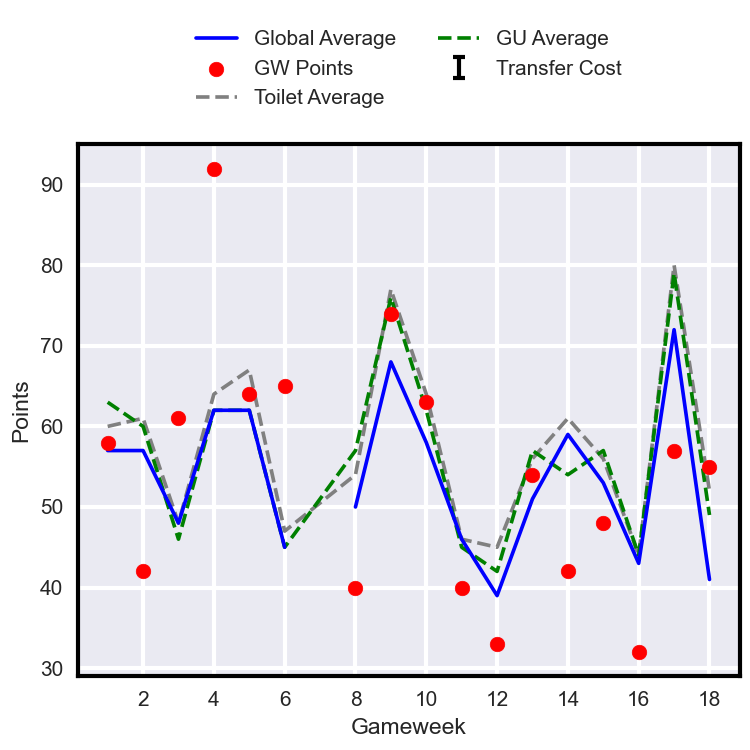 Global Average GU Average
GW Points Transfer Cost
Toilet Average
90
80
70
60
50
40
30
Points
2 4 6 8 10 12 14 16 18
Gameweek